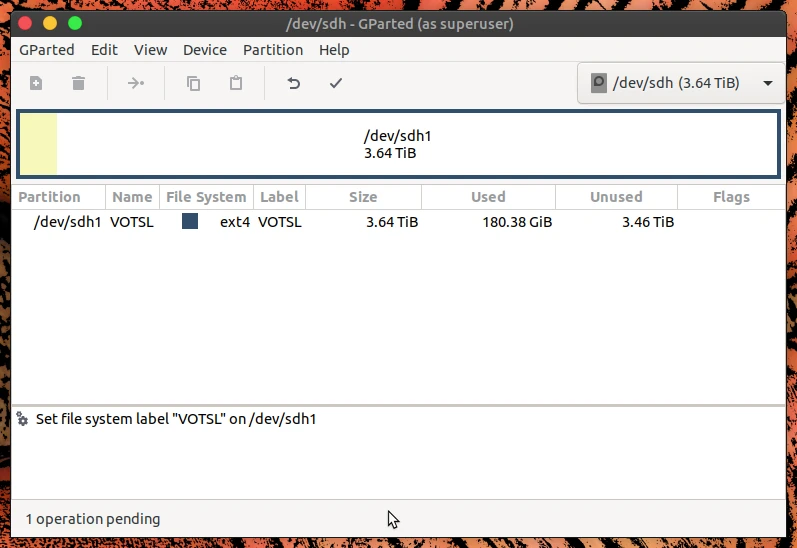 /dev/sdh - GParted (as superuser)
GParted Edit View Device Partition Help
/dev/sdh (3.64 TiB)
/dev/sdh1
3.64 TiB
Partition Name File System Label Size Used Unused Flags
/dev/sdh1 VOTSL ext4 VOTSL 3.64 TiB 180.38 GiB 3.46 TiB
Set file system label "VOTSL" on /dev/sdh1
1 operation pending